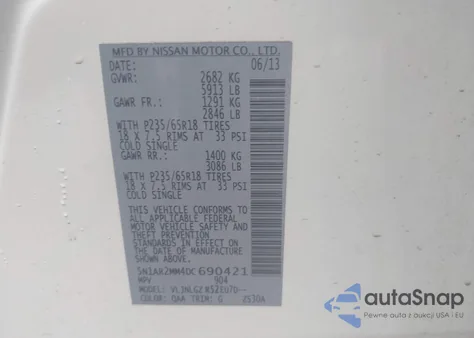 MFD BY NISSAN MOTOR CO., LTD.
DATE: 06/13
GVWR: 2682 KG
5913 LB
GAWR FR.: 1291 KG
2846 LB
WITH P235/65R18 TIRES
18 X 7.5 RIMS AT 33 PSI
COLD SINGLE
GAWR RR.: 1400 KG
3086 LB
WITH P235/65R18 TIRES
18 X 7.5 RIMS AT 33 PSI
COLD SINGLE
THIS VEHICLE CONFORMS TO
ALL APPLICABLE FEDERAL
MOTOR VEHICLE SAFETY AND
STANDARDS IN EFFECT ON THE
DATE OF MANUFACTURE SHOWN
ABOVE.
5N1AR2MM4DC690421
MPV 904
MODEL:
COLOR: QAA TRIM: G
autoSnap
Pewne auta z USA i EU